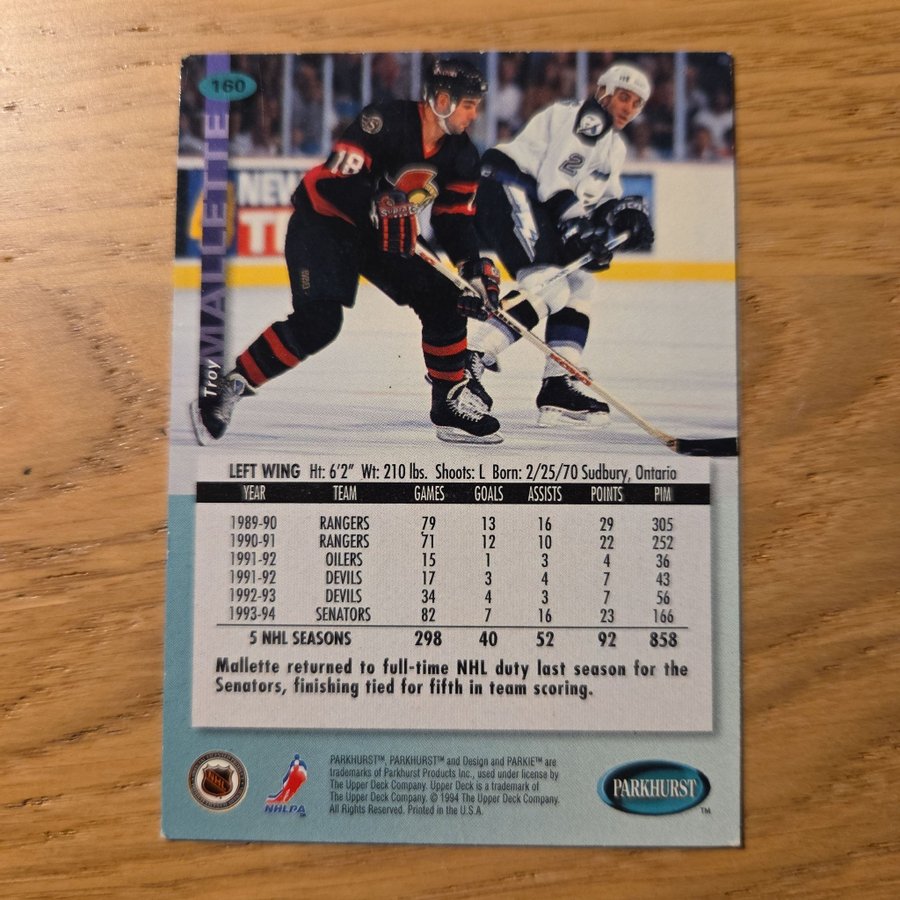 160
Troy MALLETTE
18
NEW
TI
2
LEFT WING Ht: 6'2" Wt: 210 lbs. Shoots: L Born: 2/25/70 Sudbury, Ontario
YEAR TEAM GAMES GOALS ASSISTS POINTS PIM
1989-90 RANGERS 79 13 16 29 305
1990-91 RANGERS 71 12 10 22 252
1991-92 OILERS 15 1 3 4 36
1991-92 DEVILS 17 3 4 7 43
1992-93 DEVILS 34 4 3 7 56
1993-94 SENATORS 82 7 16 23 166
5 NHL SEASONS 298 40 52 92 858
Mallette returned to full-time NHL duty last season for the
Senators, finishing tied for fifth in team scoring.
PARKHURST™, PARKHURST™ and Design and PARKIE™ are
trademarks of Parkhurst Products Inc., used under license by
The Upper Deck Company. Upper Deck is a trademark of
The Upper Deck Company. © 1994 The Upper Deck Company.
All Rights Reserved. Printed in the U.S.A.
NHL
NHLPA
PARKHURST™